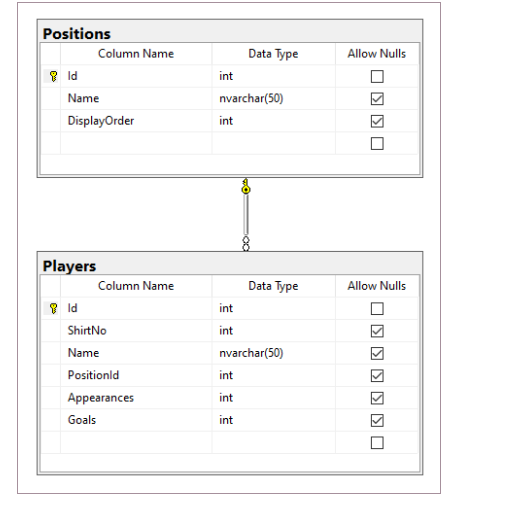 Positions
Column Name Data Type Allow Nulls
Id int
Name nvarchar(50)
DisplayOrder int
Players
Column Name Data Type Allow Nulls
Id int
ShirtNo int
Name nvarchar(50)
PositionId int
Appearances int
Goals int